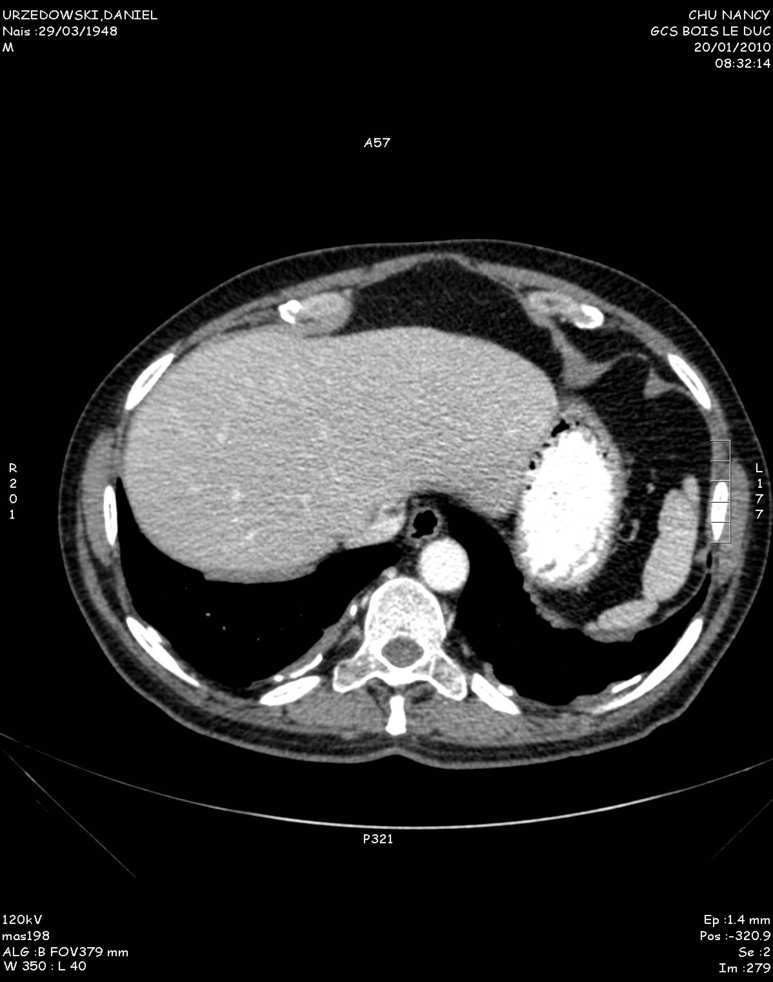 URZEDOWSKI,DANIEL
Nais :29/03/1948
M
CHU NANCY
GCS BOIS LE DUC
20/01/2010
08:32:14
A57
R
2
0
1
L
1
7
7
P321
120kV
mas198
ALG :B FOV379 mm
W 350 : L 40
Ep :1.4 mm
Pos :-320.9
Se :2
Im :279